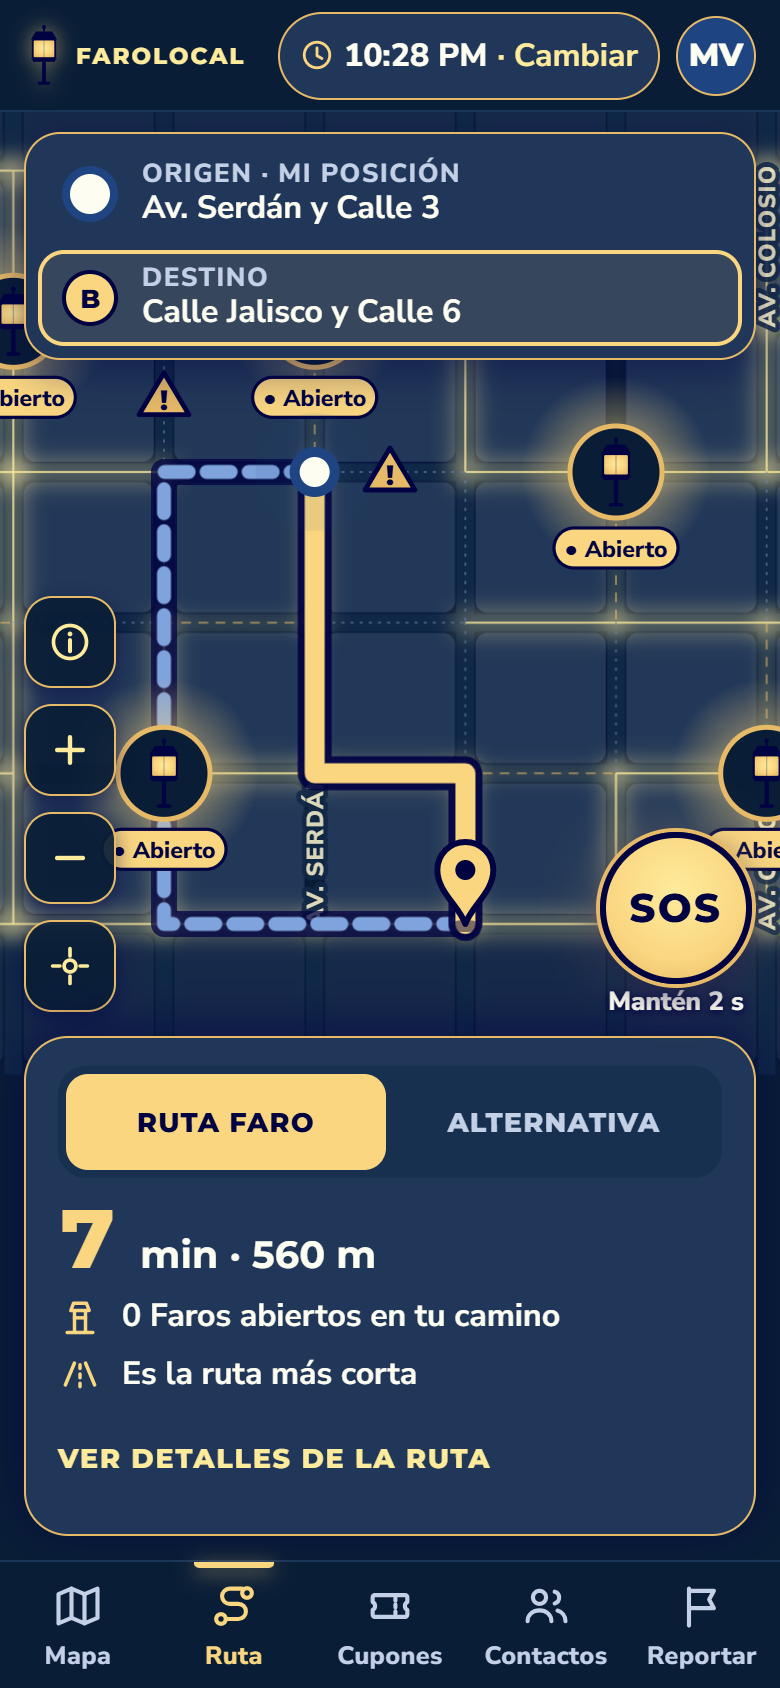 FAROLOCAL
10:28 PM · Cambiar
MV
ORIGEN · MI POSICIÓN
Av. Serdán y Calle 3
B
DESTINO
Calle Jalisco y Calle 6
AV. COLOSIO
bierto
• Abierto
• Abierto
• Abierto
V. SERDÁ
Abie
SOS
Mantén 2 s
RUTA FARO
ALTERNATIVA
7 min · 560 m
0 Faros abiertos en tu camino
Es la ruta más corta
VER DETALLES DE LA RUTA
Mapa
Ruta
Cupones
Contactos
Reportar